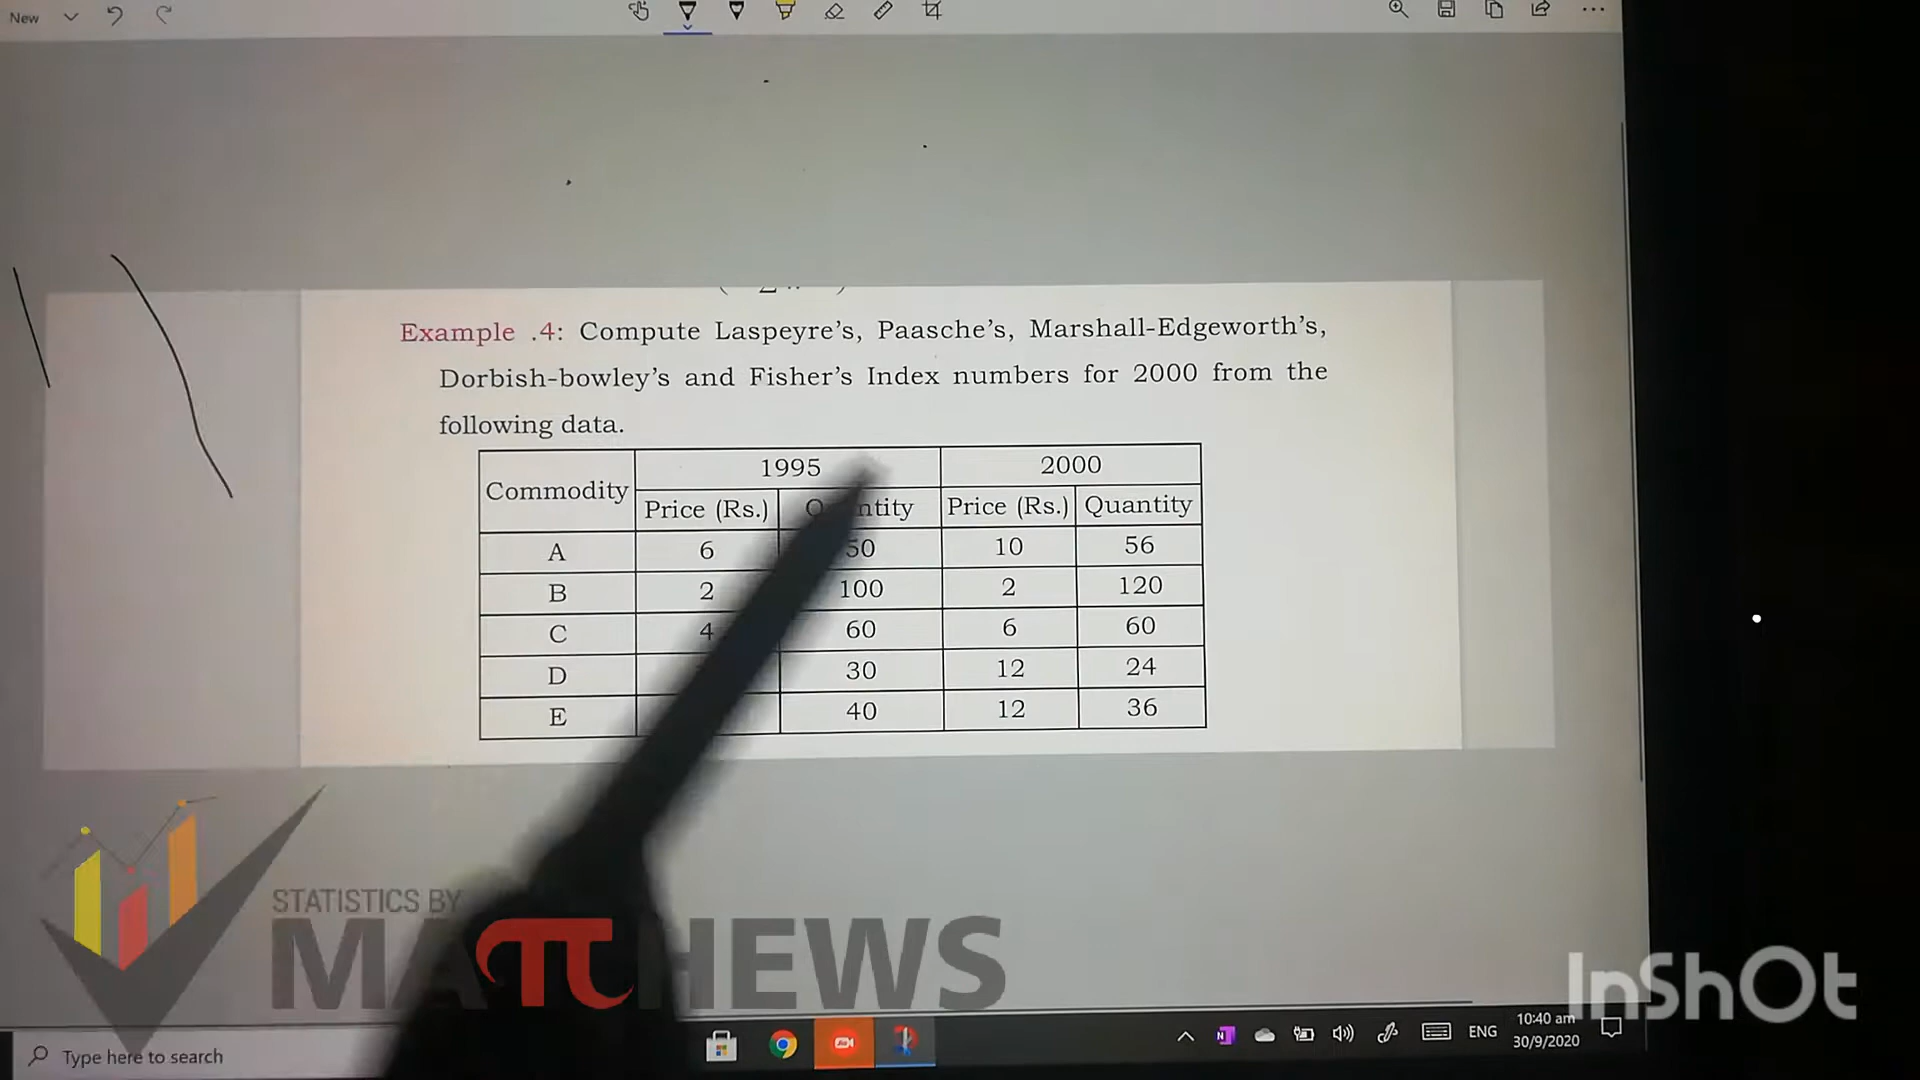 New
Example .4: Compute Laspeyre's, Paasche's, Marshall-Edgeworth's,
Dorbish-bowley's and Fisher's Index numbers for 2000 from the
following data.
Commodity 1995 2000
Price (Rs.) Quantity Price (Rs.) Quantity
A 6 50 10 56
B 2 100 2 120
C 4 60 6 60
D 30 12 24
E 40 12 36
STATISTICS BY
MAπHEWS
InShOt
Type here to search
ENG
10:40 am
30/9/2020